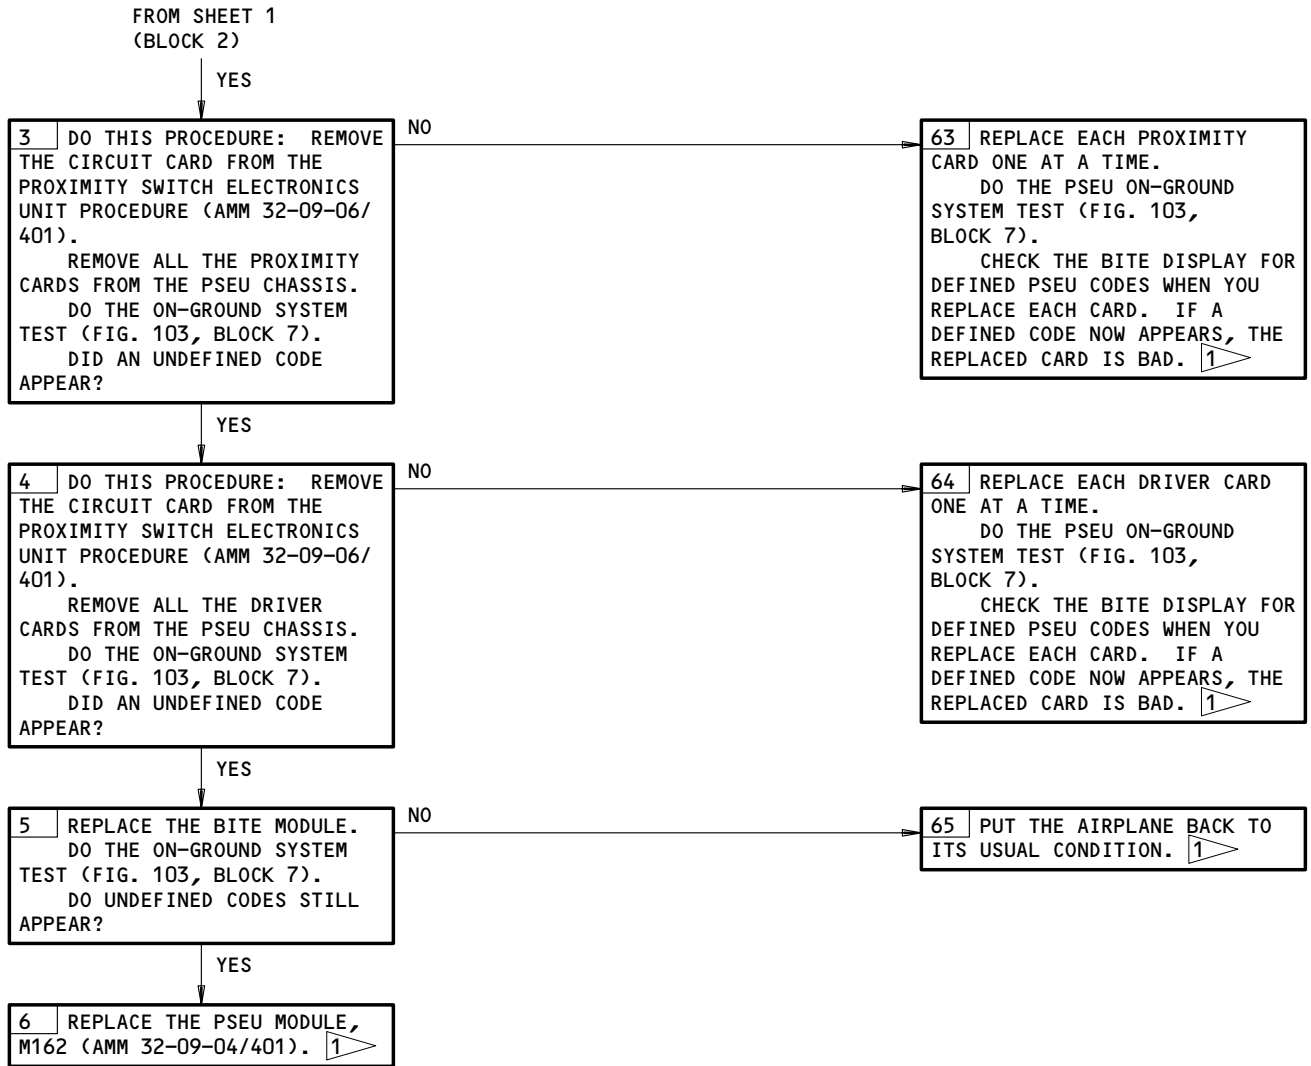 FROM SHEET 1
(BLOCK 2)
YES
3 DO THIS PROCEDURE: REMOVE
THE CIRCUIT CARD FROM THE
PROXIMITY SWITCH ELECTRONICS
UNIT PROCEDURE (AMM 32-09-06/
401).
REMOVE ALL THE PROXIMITY
CARDS FROM THE PSEU CHASSIS.
DO THE ON-GROUND SYSTEM
TEST (FIG. 103, BLOCK 7).
DID AN UNDEFINED CODE
APPEAR?
NO
63 REPLACE EACH PROXIMITY
CARD ONE AT A TIME.
DO THE PSEU ON-GROUND
SYSTEM TEST (FIG. 103,
BLOCK 7).
CHECK THE BITE DISPLAY FOR
DEFINED PSEU CODES WHEN YOU
REPLACE EACH CARD. IF A
DEFINED CODE NOW APPEARS, THE
REPLACED CARD IS BAD. 1
YES
4 DO THIS PROCEDURE: REMOVE
THE CIRCUIT CARD FROM THE
PROXIMITY SWITCH ELECTRONICS
UNIT PROCEDURE (AMM 32-09-06/
401).
REMOVE ALL THE DRIVER
CARDS FROM THE PSEU CHASSIS.
DO THE ON-GROUND SYSTEM
TEST (FIG. 103, BLOCK 7).
DID AN UNDEFINED CODE
APPEAR?
NO
64 REPLACE EACH DRIVER CARD
ONE AT A TIME.
DO THE PSEU ON-GROUND
SYSTEM TEST (FIG. 103,
BLOCK 7).
CHECK THE BITE DISPLAY FOR
DEFINED PSEU CODES WHEN YOU
REPLACE EACH CARD. IF A
DEFINED CODE NOW APPEARS, THE
REPLACED CARD IS BAD. 1
YES
5 REPLACE THE BITE MODULE.
DO THE ON-GROUND SYSTEM
TEST (FIG. 103, BLOCK 7).
DO UNDEFINED CODES STILL
APPEAR?
NO
65 PUT THE AIRPLANE BACK TO
ITS USUAL CONDITION. 1
YES
6 REPLACE THE PSEU MODULE,
M162 (AMM 32-09-04/401). 1